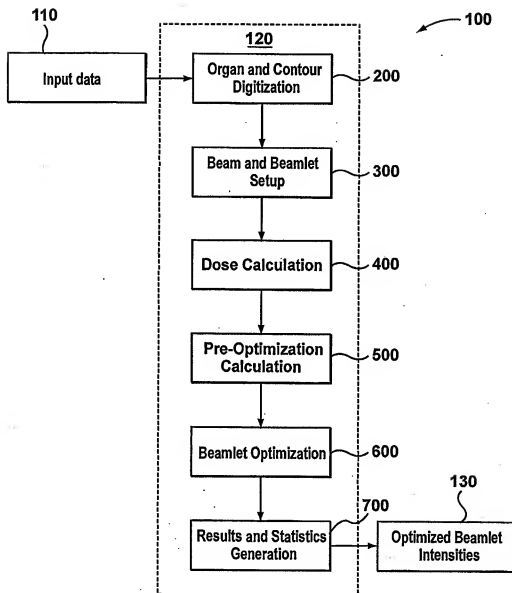 110
120
100
Input data
Organ and Contour
Digitization
200
Beam and Beamlet
Setup
300
Dose Calculation
400
Pre-Optimization
Calculation
500
Beamlet Optimization
600
700
130
Results and Statistics
Generation
Optimized Beamlet
Intensities